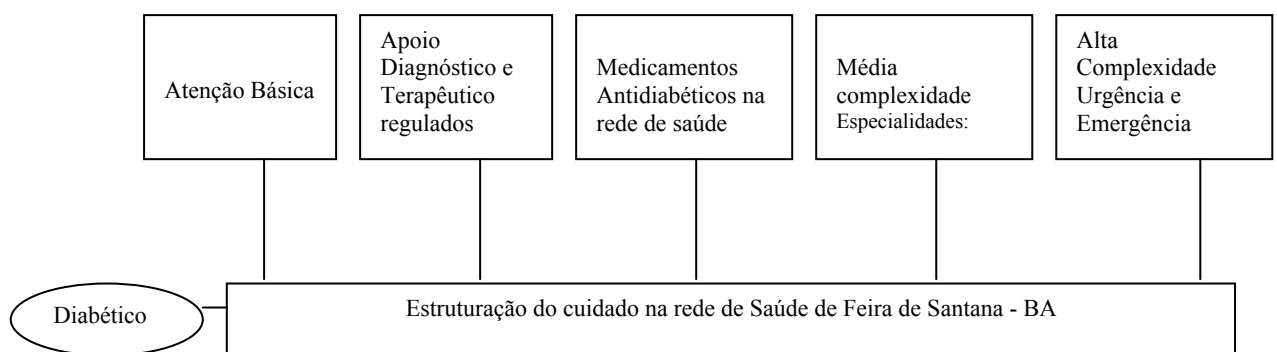 Atenção Básica
Apoio
Diagnóstico e
Terapêutico
regulados
Medicamentos
Antidiabéticos na
rede de saúde
Média
complexidade
Especialidades:
Alta
Complexidade
Urgência e
Emergência
Diabético
Estruturação do cuidado na rede de Saúde de Feira de Santana - BA